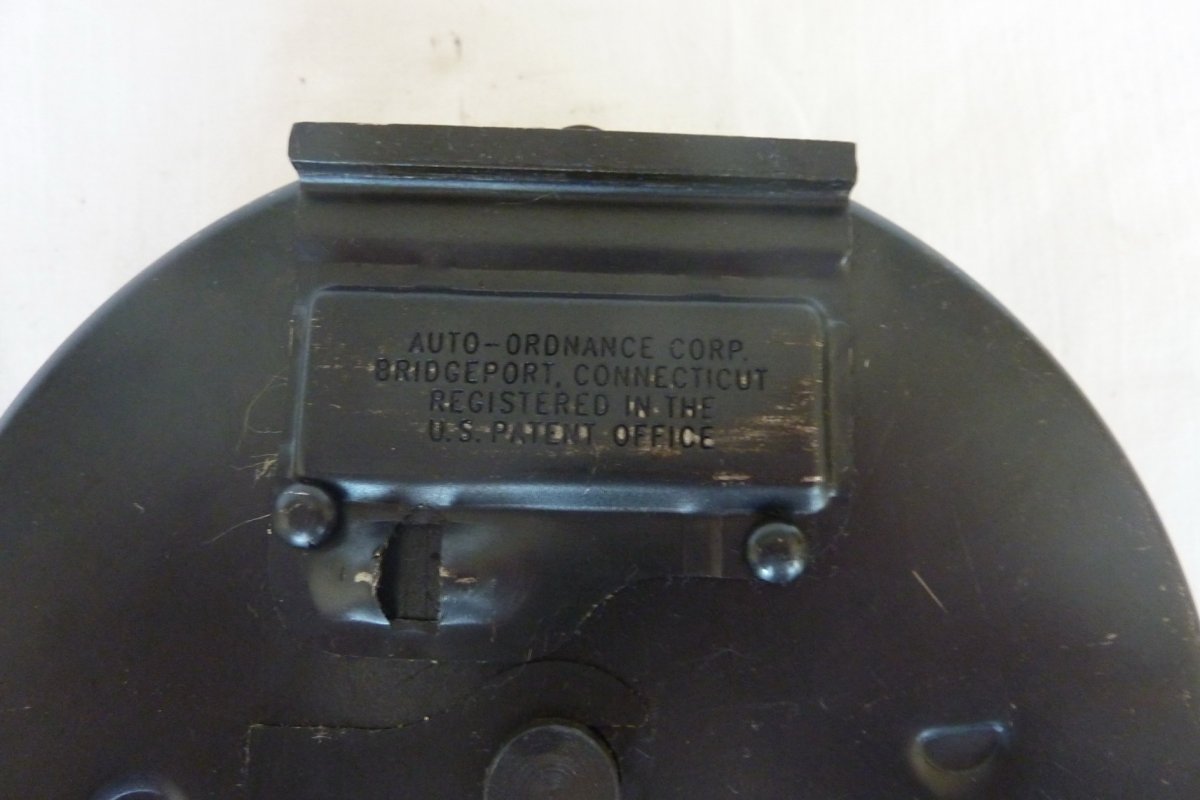 AUTO-ORDNANCE CORP.
BRIDGEPORT, CONNECTICUT
REGISTERED IN THE
U.S. PATENT OFFICE